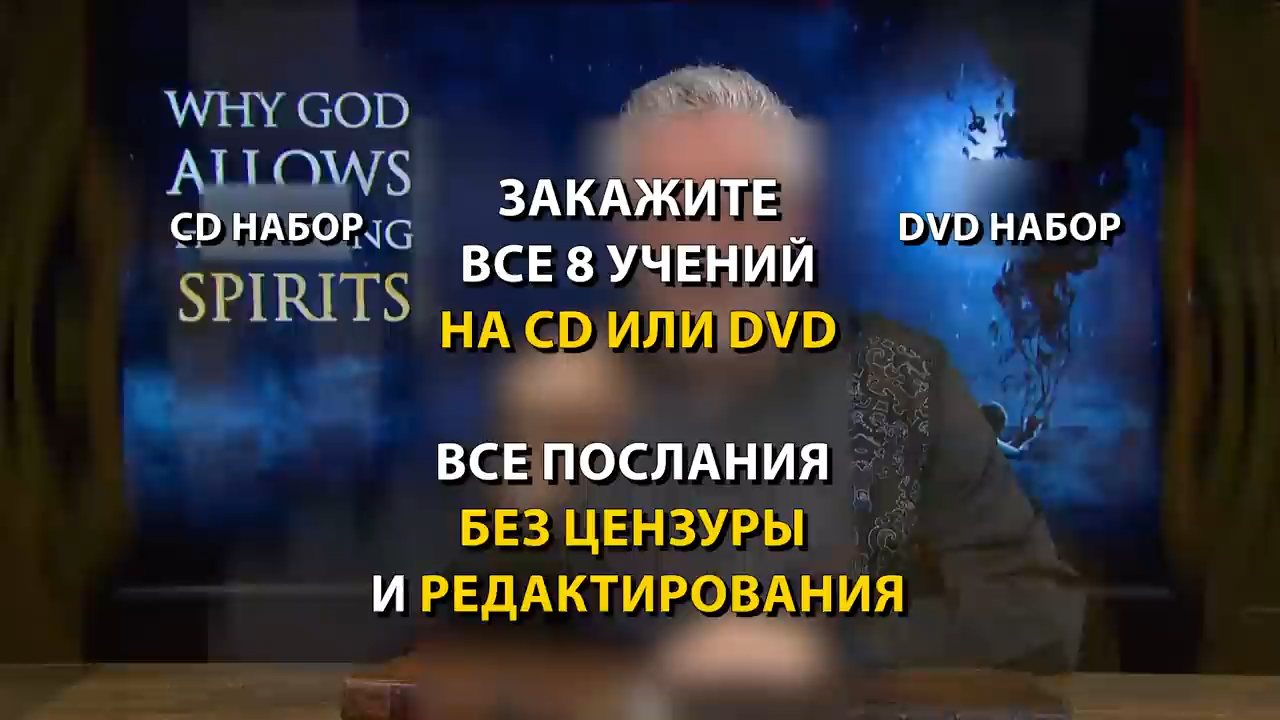 WHY GOD
ALLOWS
SPIRITS
CD НАБОР
ЗАКАЖИТЕ
ВСЕ 8 УЧЕНИЙ
НА CD ИЛИ DVD
DVD НАБОР
ВСЕ ПОСЛАНИЯ
БЕЗ ЦЕНЗУРЫ
И РЕДАКТИРОВАНИЯ